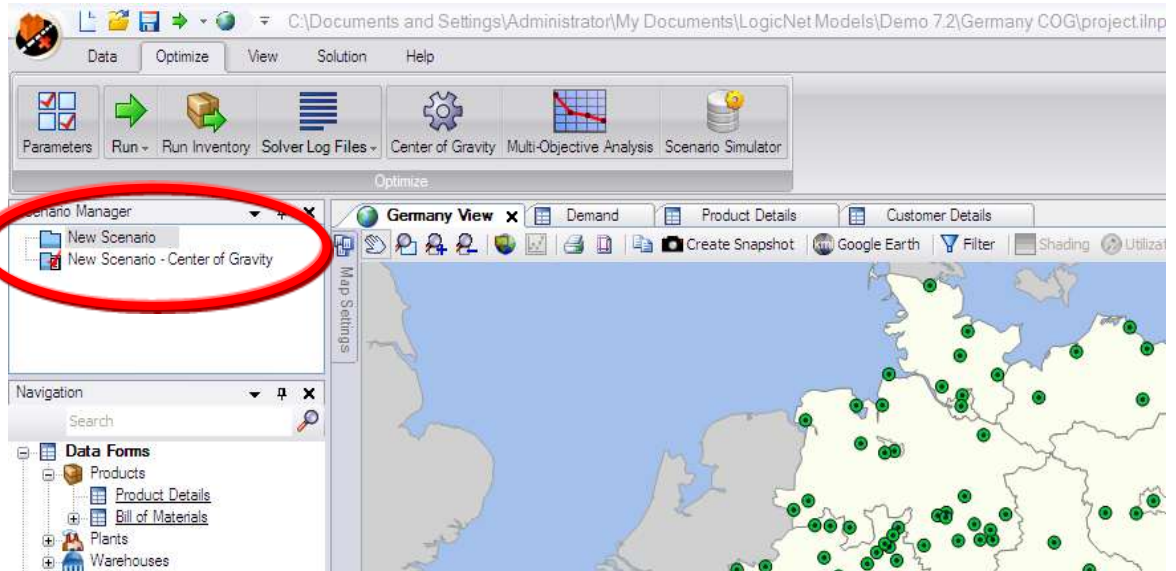 C:\Documents and Settings\Administrator\My Documents\LogicNet Models\Demo 7.2\Germany COG\project.ilnp
Data Optimize View Solution Help
Parameters Run Run Inventory Solver Log Files Center of Gravity Multi-Objective Analysis Scenario Simulator
Optimize
Scenario Manager
Germany View Demand Product Details Customer Details
New Scenario
New Scenario - Center of Gravity
Create Snapshot Google Earth Filter Shading
Map Settings
Navigation
Search
Data Forms
Products
Product Details
Bill of Materials
Plants
Warehouses